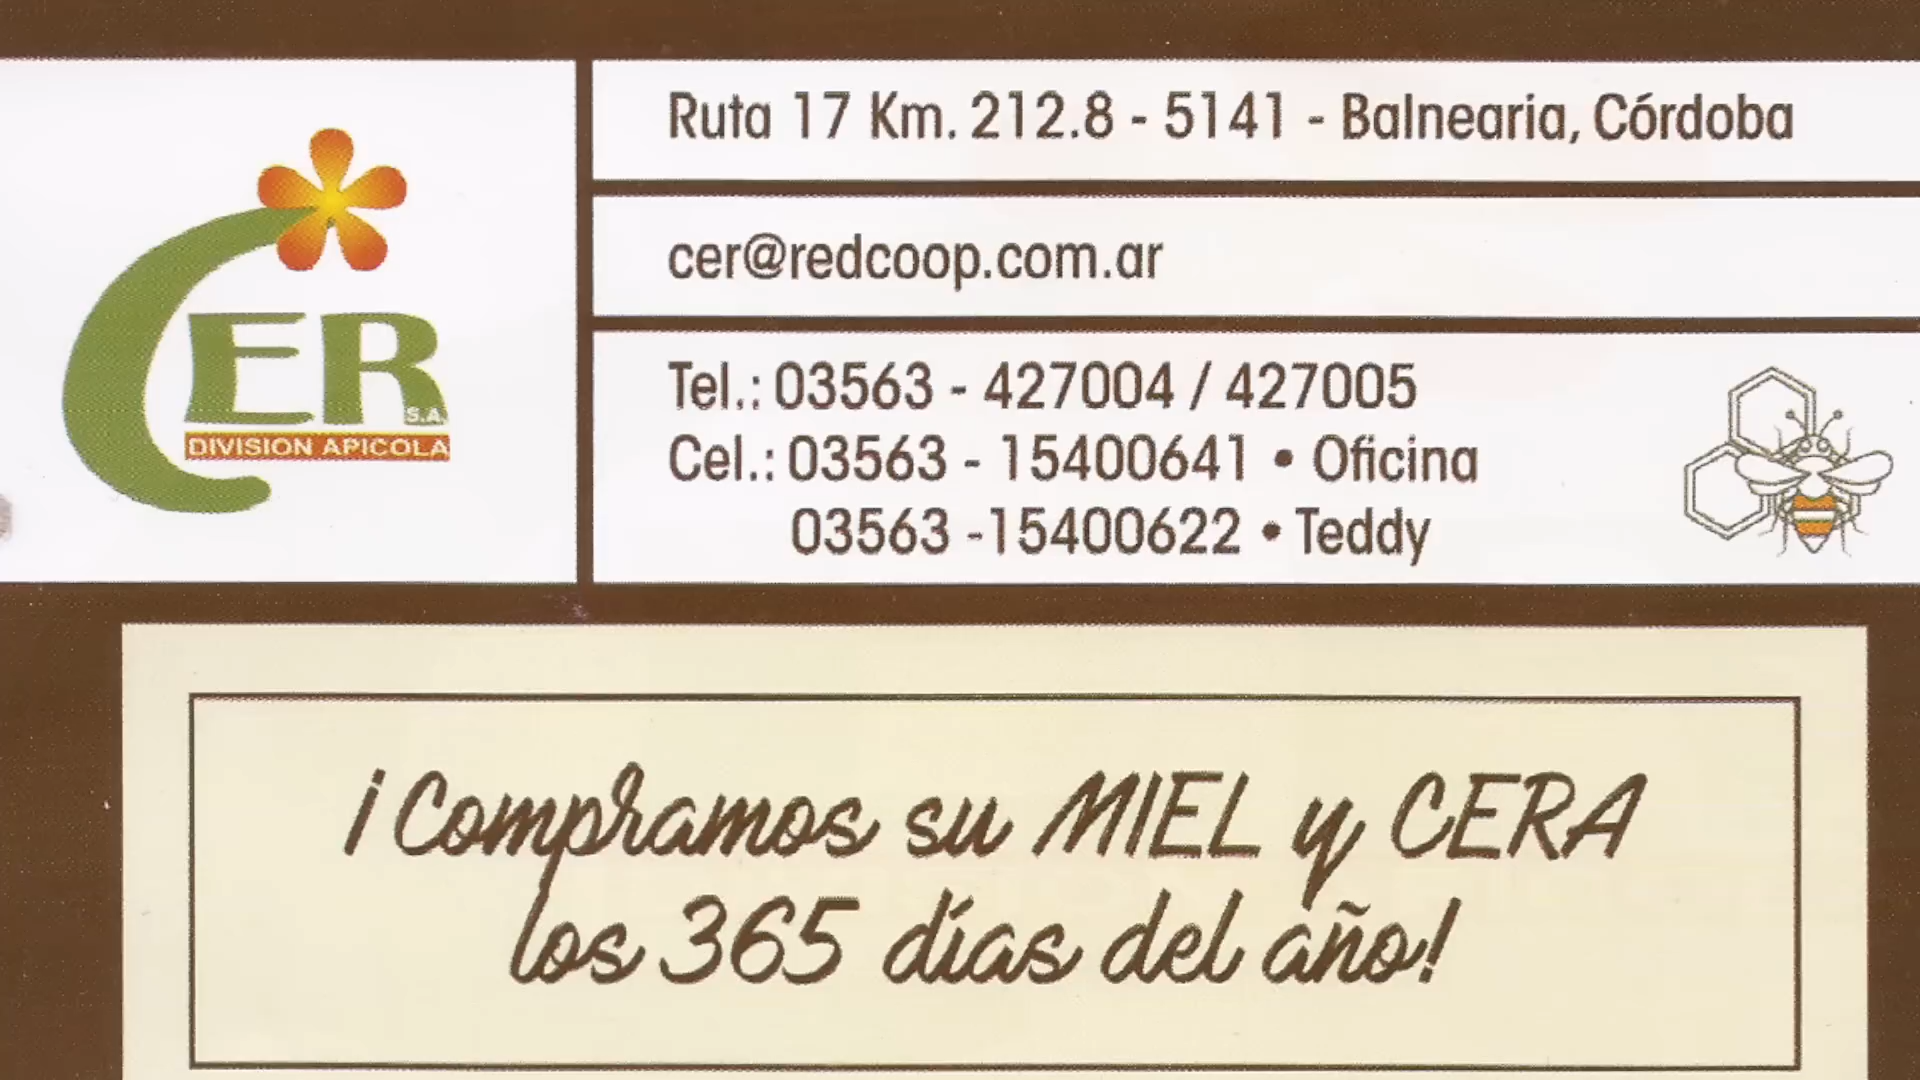 CER S.A.
DIVISION APICOLA
Ruta 17 Km. 212.8 - 5141 - Balnearia, Córdoba
cer@redcoop.com.ar
Tel.: 03563 - 427004 / 427005
Cel.: 03563 - 15400641 • Oficina
03563 -15400622 • Teddy
¡Compramos su MIEL y CERA
los 365 días del año!